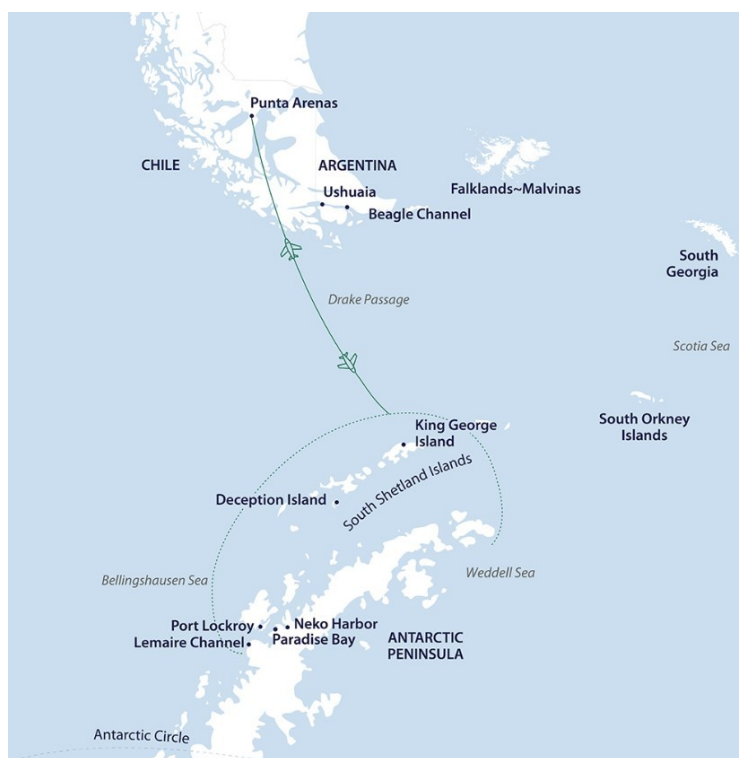 Punta Arenas
CHILE
ARGENTINA
Ushuaia
Falklands~Malvinas
Beagle Channel
South
Georgia
Drake Passage
Scotia Sea
King George
Island
South Orkney
Islands
South Shetland Islands
Deception Island
Bellingshausen Sea
Weddell Sea
Port Lockroy
Neko Harbor
Lemaire Channel
Paradise Bay
ANTARCTIC
PENINSULA
Antarctic Circle